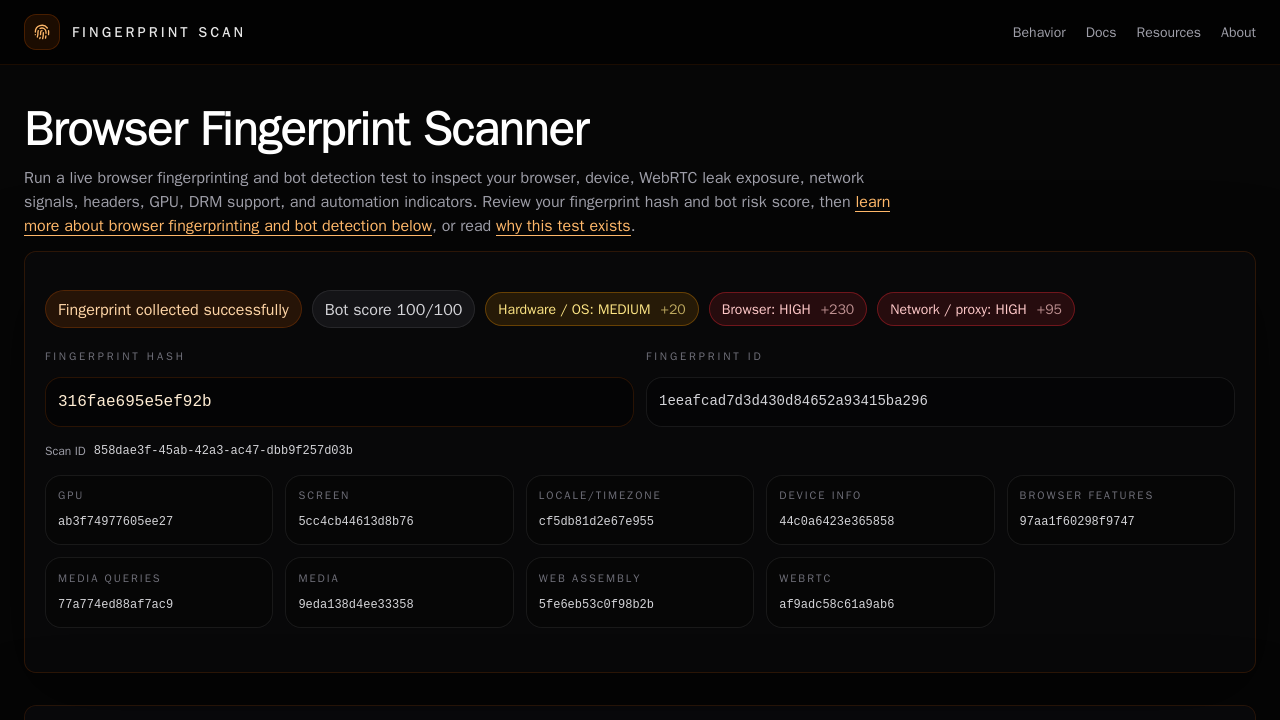 FINGERPRINT SCAN
Behavior Docs Resources About
Browser Fingerprint Scanner
Run a live browser fingerprinting and bot detection test to inspect your browser, device, WebRTC leak exposure, network
signals, headers, GPU, DRM support, and automation indicators. Review your fingerprint hash and bot risk score, then learn
more about browser fingerprinting and bot detection below, or read why this test exists.
Fingerprint collected successfully Bot score 100/100 Hardware / OS: MEDIUM +20 Browser: HIGH +230 Network / proxy: HIGH +95
FINGERPRINT HASH FINGERPRINT ID
316fae695e5ef92b 1eeafcad7d3d430d84652a93415ba296
Scan ID 858dae3f-45ab-42a3-ac47-dbb9f257d03b
GPU SCREEN LOCALE/TIMEZONE DEVICE INFO BROWSER FEATURES
ab3f74977605ee27 5cc4cb44613d8b76 cf5db81d2e67e955 44c0a6423e365858 97aa1f60298f9747
MEDIA QUERIES MEDIA WEB ASSEMBLY WEBRTC
77a774ed88af7ac9 9eda138d4ee33358 5fe6eb53c0f98b2b af9adc58c61a9ab6